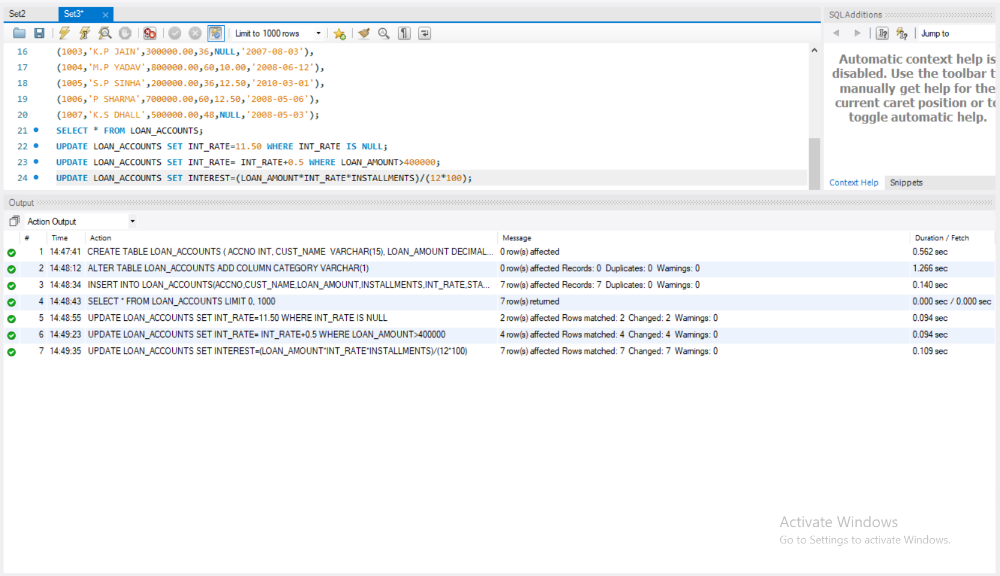 Set2 Set3*
SQLAdditions
Limit to 1000 rows
Jump to
16 (1003,'K.P JAIN',300000.00,36,NULL,'2007-08-03'),
17 (1004,'M.P YADAV',800000.00,60,10.00,'2008-06-12'),
18 (1005,'S.P SINHA',200000.00,36,12.50,'2010-03-01'),
19 (1006,'P SHARMA',700000.00,60,12.50,'2008-05-06'),
20 (1007,'K.S DHALL',500000.00,48,NULL,'2008-05-03');
21 SELECT * FROM LOAN_ACCOUNTS;
22 UPDATE LOAN_ACCOUNTS SET INT_RATE=11.50 WHERE INT_RATE IS NULL;
23 UPDATE LOAN_ACCOUNTS SET INT_RATE= INT_RATE+0.5 WHERE LOAN_AMOUNT>400000;
24 UPDATE LOAN_ACCOUNTS SET INTEREST=(LOAN_AMOUNT*INT_RATE*INSTALLMENTS)/(12*100);
Automatic context help is
disabled. Use the toolbar t
manually get help for the
current caret position or to
toggle automatic help.
Context Help Snippets
Output
Action Output
# Time Action Message Duration / Fetch
1 14:47:41 CREATE TABLE LOAN_ACCOUNTS ( ACCNO INT, CUST_NAME VARCHAR(15), LOAN_AMOUNT DECIMAL... 0 row(s) affected 0.562 sec
2 14:48:12 ALTER TABLE LOAN_ACCOUNTS ADD COLUMN CATEGORY VARCHAR(1) 0 row(s) affected Records: 0 Duplicates: 0 Warnings: 0 1.266 sec
3 14:48:34 INSERT INTO LOAN_ACCOUNTS(ACCNO,CUST_NAME,LOAN_AMOUNT,INSTALLMENTS,INT_RATE,STA... 7 row(s) affected Records: 7 Duplicates: 0 Warnings: 0 0.140 sec
4 14:48:43 SELECT * FROM LOAN_ACCOUNTS LIMIT 0, 1000 7 row(s) returned 0.000 sec / 0.000 sec
5 14:48:55 UPDATE LOAN_ACCOUNTS SET INT_RATE=11.50 WHERE INT_RATE IS NULL 2 row(s) affected Rows matched: 2 Changed: 2 Warnings: 0 0.094 sec
6 14:49:23 UPDATE LOAN_ACCOUNTS SET INT_RATE= INT_RATE+0.5 WHERE LOAN_AMOUNT>400000 4 row(s) affected Rows matched: 4 Changed: 4 Warnings: 0 0.094 sec
7 14:49:35 UPDATE LOAN_ACCOUNTS SET INTEREST=(LOAN_AMOUNT*INT_RATE*INSTALLMENTS)/(12*100) 7 row(s) affected Rows matched: 7 Changed: 7 Warnings: 0 0.109 sec
Activate Windows
Go to Settings to activate Windows.